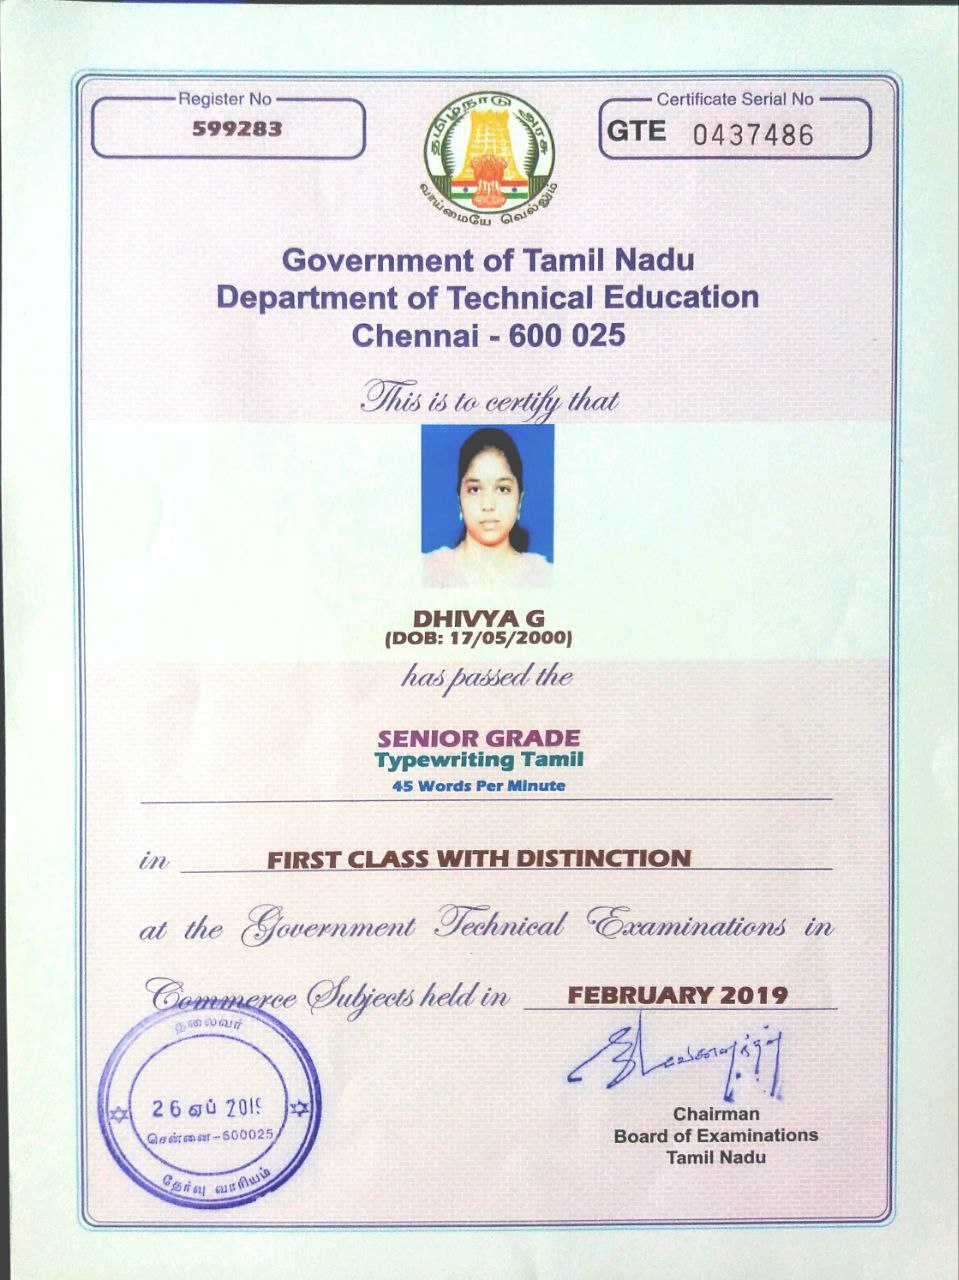 Register No
599283
Certificate Serial No
GTE 0437486
தமிழ்நாடு அரசு
வாய்மையே வெல்லும்
Government of Tamil Nadu
Department of Technical Education
Chennai - 600 025
This is to certify that
DHIVYA G
(DOB: 17/05/2000)
has passed the
SENIOR GRADE
Typewriting Tamil
45 Words Per Minute
in FIRST CLASS WITH DISTINCTION
at the Government Technical Examinations in
Commerce Subjects held in FEBRUARY 2019
தலைவர்
26 ஏப் 2019
சென்னை-600025
தேர்வு வாரியம்
Chairman
Board of Examinations
Tamil Nadu